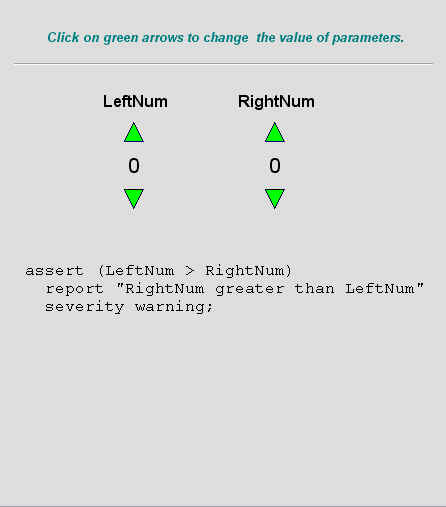 Click on green arrows to change the value of parameters.
LeftNum RightNum
0 0
assert (LeftNum > RightNum)
report "RightNum greater than LeftNum"
severity warning;